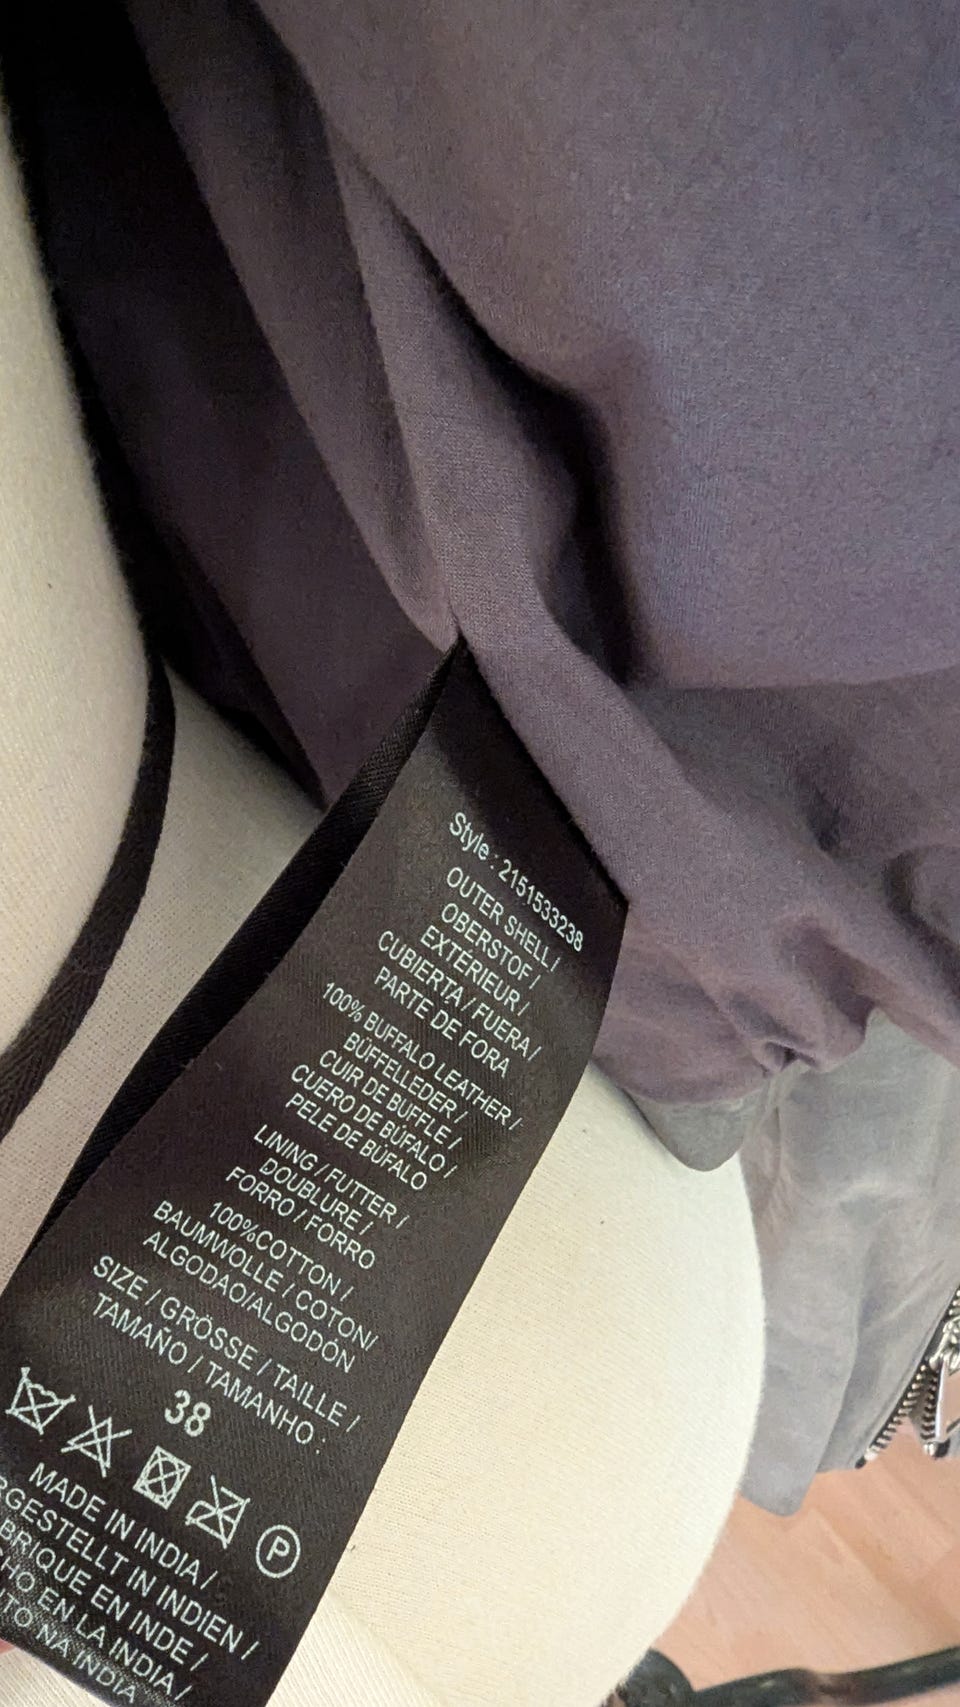 Style : 2151533238
OUTER SHELL /
OBERSTOF /
EXTÉRIEUR /
CUBIERTA / FUERA /
PARTE DE FORA
100% BUFFALO LEATHER /
BÜFFELLEDER /
CUIR DE BUFFLE /
CUERO DE BÚFALO /
PELE DE BÚFALO
LINING / FUTTER /
DOUBLURE /
FORRO / FORRO
100%COTTON /
BAUMWOLLE / COTON/
ALGODAO/ALGODÓN
SIZE / GRÖSSE / TAILLE /
TAMAÑO / TAMANHO :
38
P
MADE IN INDIA /
RGESTELLT IN INDIEN /
BRIQUE EN INDE /
HO EN LA INDIA /
TO NA INDIA